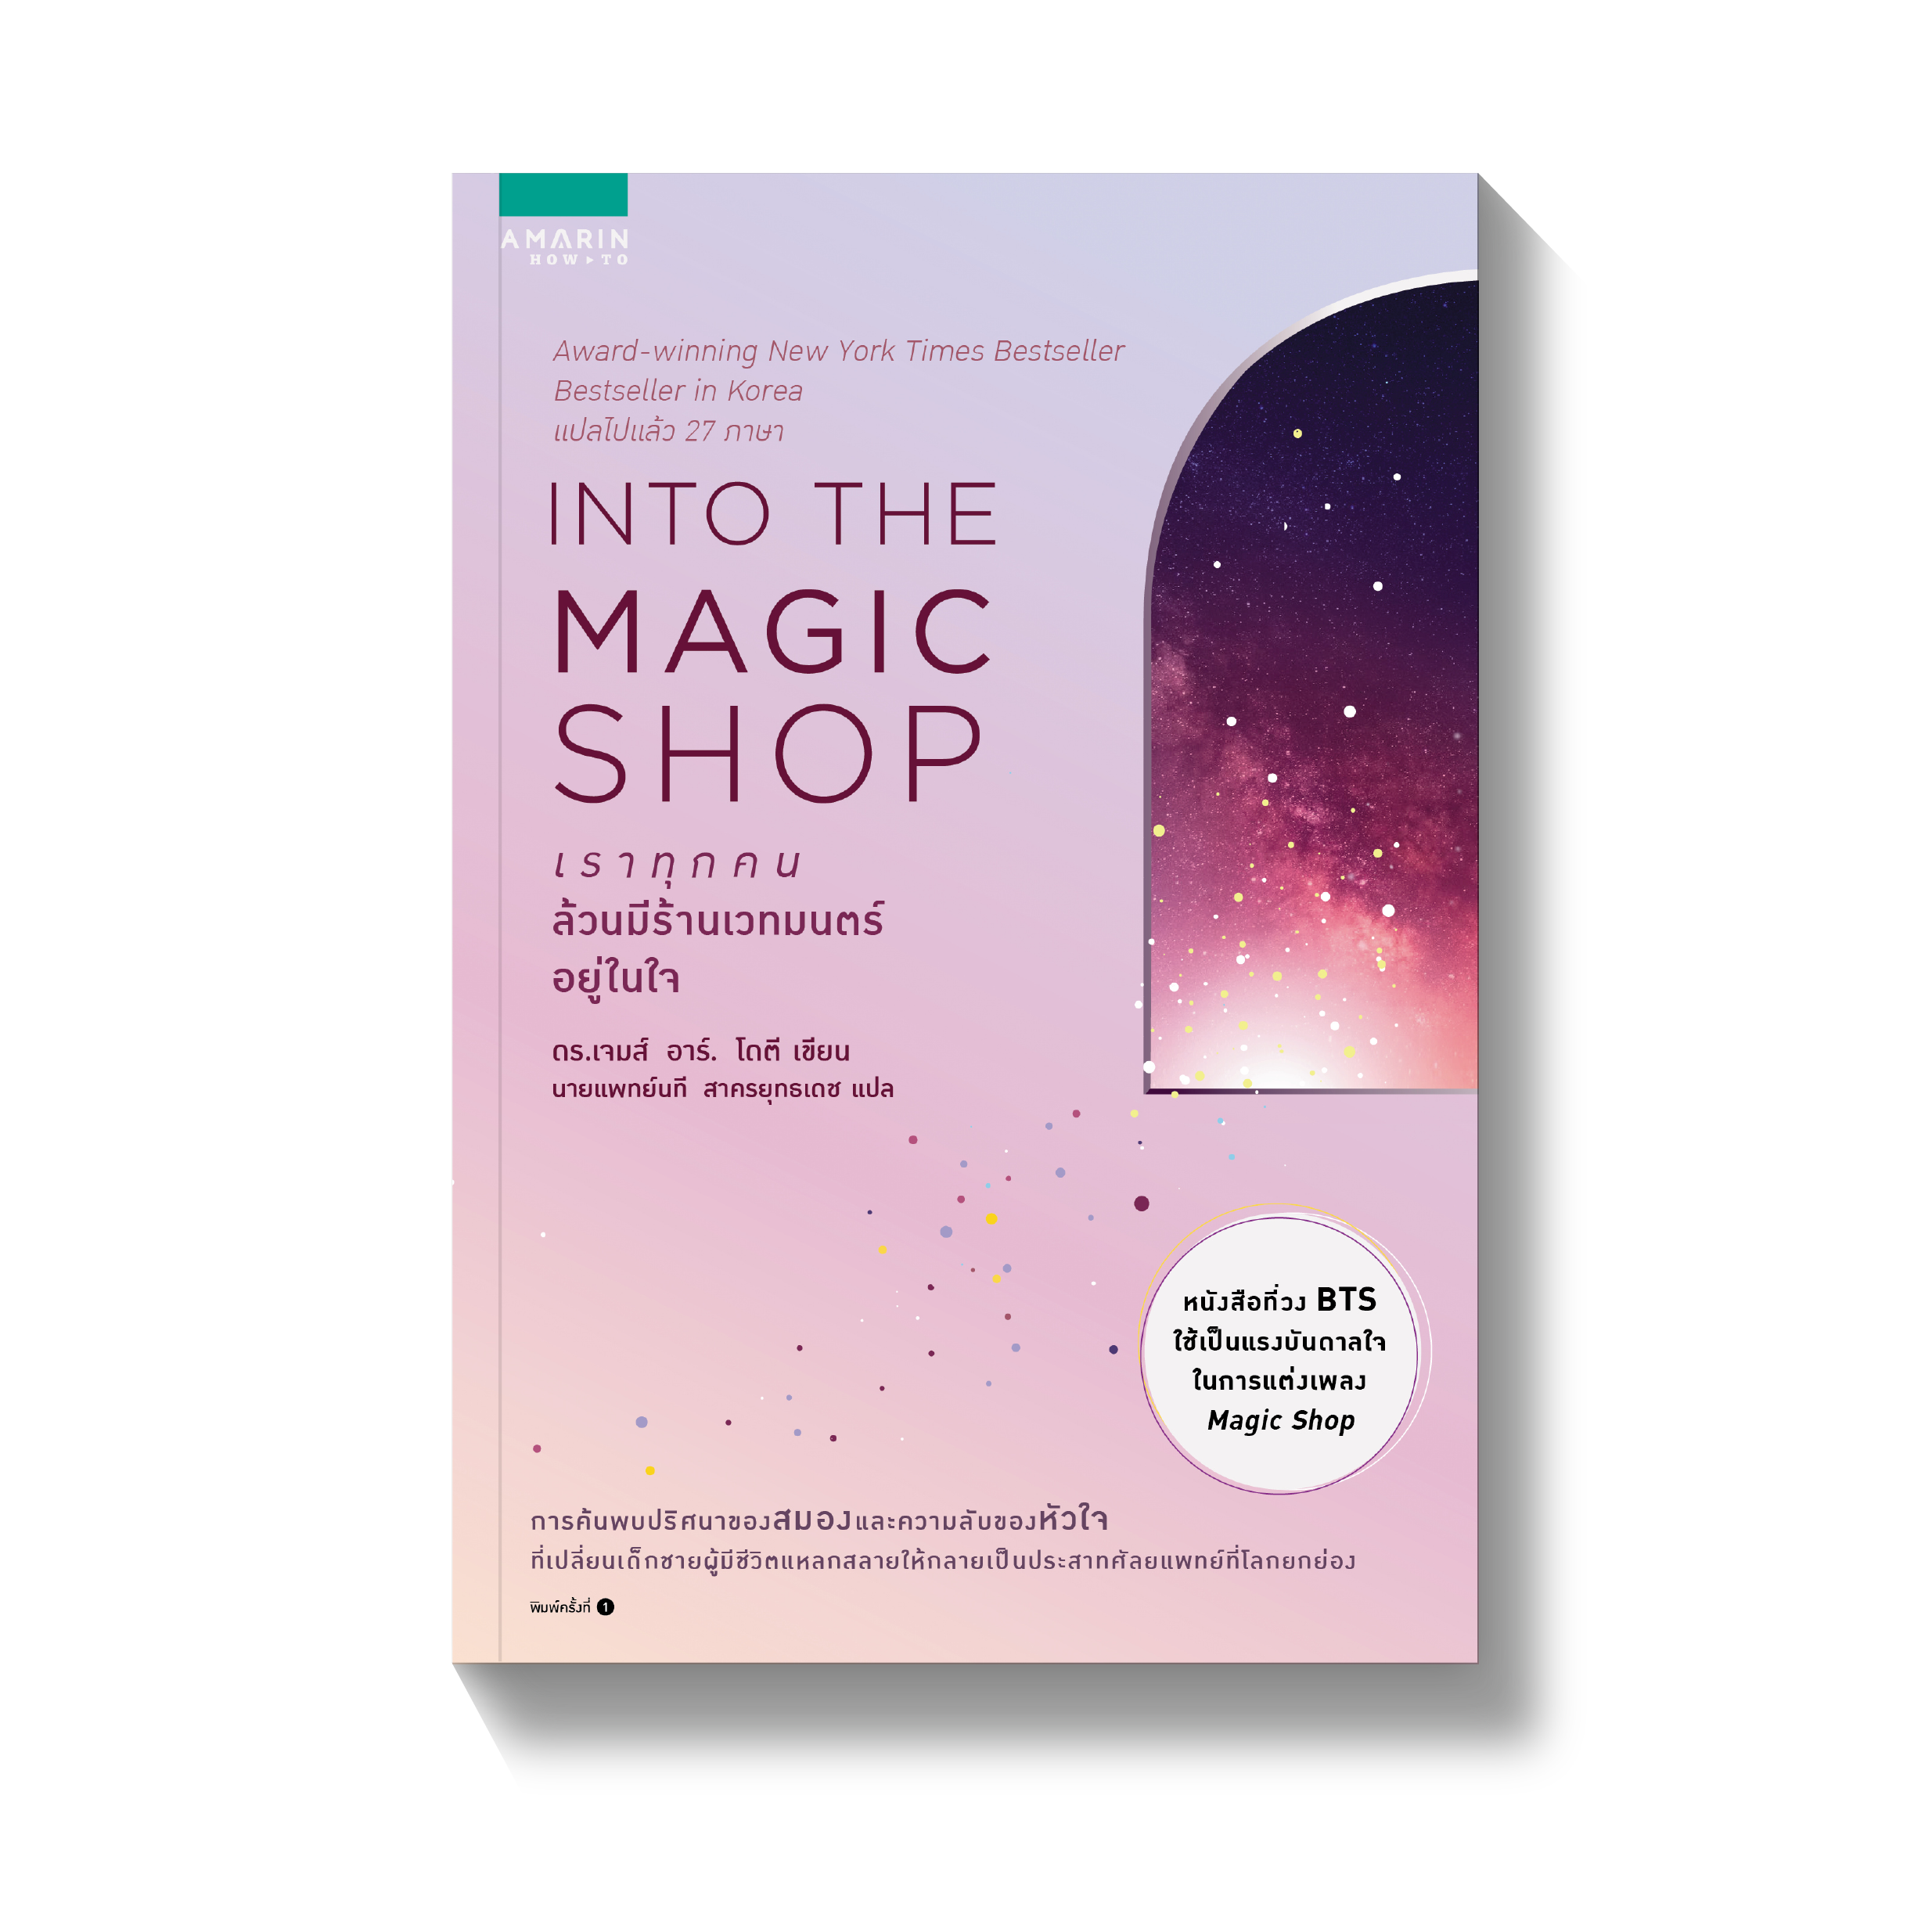 AMARIN
HOW TO
Award-winning New York Times Bestseller
Bestseller in Korea
แปลไปแล้ว 27 ภาษา
INTO THE
MAGIC
SHOP
เราทุกคน
ล้วนมีร้านเวทมนตร์
อยู่ในใจ
ดร.เจมส์ อาร์. โดตี เขียน
นายแพทย์นที สาครยุทธเดช แปล
หนังสือที่วง BTS
ใช้เป็นแรงบันดาลใจ
ในการแต่งเพลง
Magic Shop
การค้นพบปริศนาของสมองและความลับของหัวใจ
ที่เปลี่ยนเด็กชายผู้มีชีวิตแหลกสลายให้กลายเป็นประสาทศัลยแพทย์ที่โลกยกย่อง
พิมพ์ครั้งที่ 1